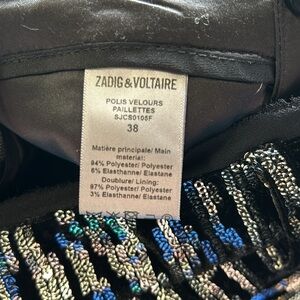 ZADIG & VOLTAIRE
POLIS VELOURS
PAILLETTES
SJCS0105F
38
Matière principale/ Main
material:
94% Polyester/ Polyester
6% Elasthanne/ Elastane
Doublure/ Lining:
97% Polyester/ Polyester
3% Elasthanne/ Elastane